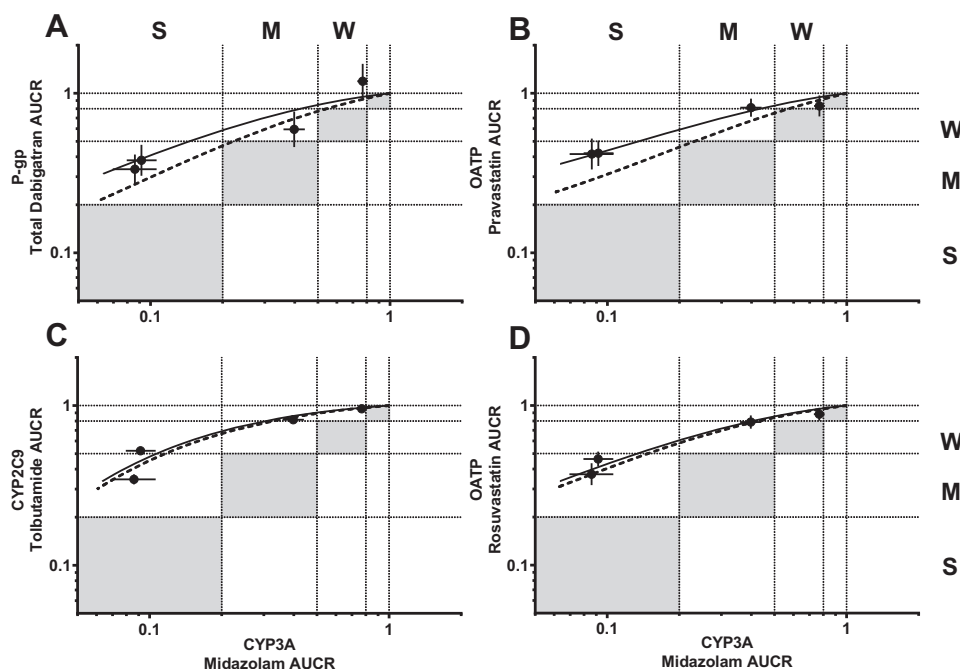 A
S
M
W
B
S
M
W
P-gp
Total Dabigatran AUCR
1
0.1
0.1
1
OATP
Pravastatin AUCR
1
0.1
0.1
1
W
M
S
C
CYP2C9
Tolbutamide AUCR
1
0.1
0.1
1
CYP3A
Midazolam AUCR
D
OATP
Rosuvastatin AUCR
1
0.1
0.1
1
CYP3A
Midazolam AUCR
W
M
S